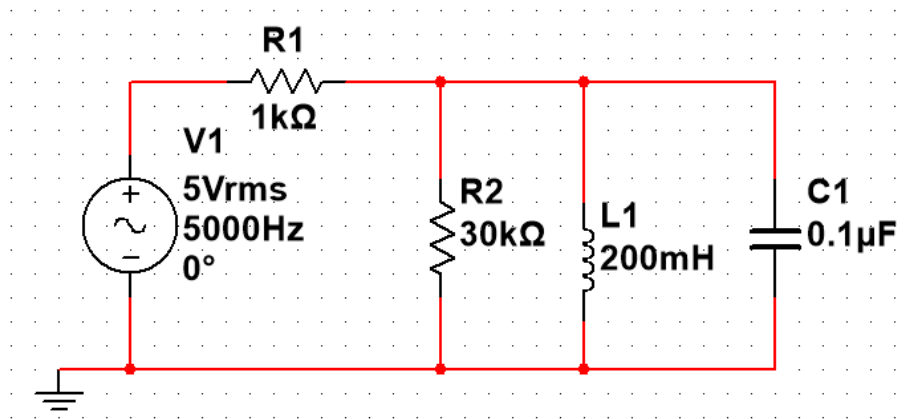 R1
1kΩ
V1
5Vrms
5000Hz
0°
R2
30kΩ
L1
200mH
C1
0.1µF